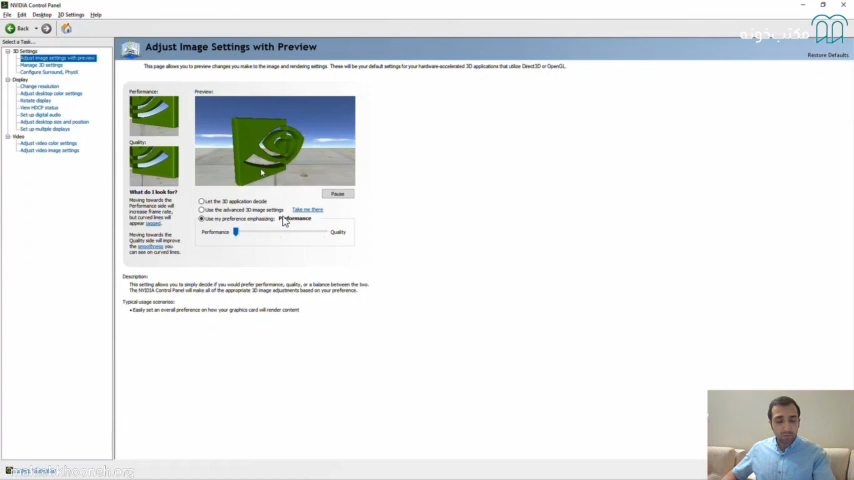 NVIDIA Control Panel
File Edit Desktop 3D Settings Help
Back
مکتب‌خونه
Select a Task...
3D Settings
Adjust image settings with preview
Manage 3D settings
Configure Surround, PhysX
Display
Change resolution
Adjust desktop color settings
Rotate display
View HDCP status
Set up digital audio
Adjust desktop size and position
Set up multiple displays
Video
Adjust video color settings
Adjust video image settings
Adjust Image Settings with Preview
Restore Defaults
This page allows you to preview changes you make to the image and rendering settings. These will be your default settings for your hardware-accelerated 3D applications that utilize Direct3D or OpenGL.
Performance:
Preview:
Quality:
Pause
What do I look for?
Moving towards the
Performance side will
increase frame rate,
but curved lines will
appear jagged.
Moving towards the
Quality side will improve
the smoothness you
can see on curved lines.
Let the 3D application decide
Use the advanced 3D image settings Take me there
Use my preference emphasizing: Performance
Performance Quality
Description:
This setting allows you to simply decide if you would prefer performance, quality, or a balance between the two.
The NVIDIA Control Panel will make all of the appropriate 3D image adjustments based on your preference.
Typical usage scenarios:
• Easily set an overall preference on how your graphics card will render content
maktabkhooneh.org